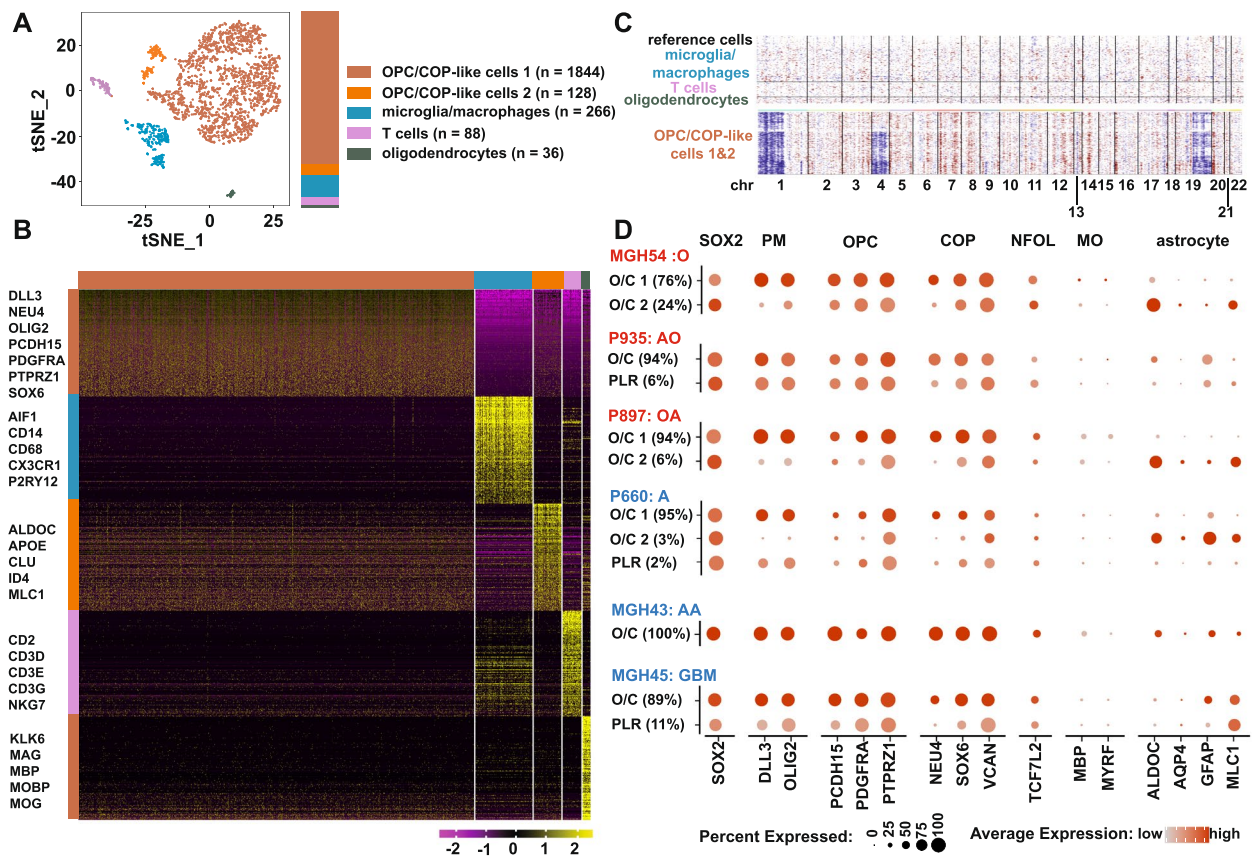 A
20
0
-20
-40
tSNE_2
-25
0
25
tSNE_1
OPC/COP-like cells 1 (n = 1844)
OPC/COP-like cells 2 (n = 128)
microglia/macrophages (n = 266)
T cells (n = 88)
oligodendrocytes (n = 36)
C
reference cells
microglia/
macrophages
T cells
oligodendrocytes
OPC/COP-like
cells 1&2
chr 1 2 3 4 5 6 7 8 9 10 11 12 14 15 16 17 18 19 20 22
13 21
B
DLL3
NEU4
OLIG2
PCDH15
PDGFRA
PTPRZ1
SOX6
AIF1
CD14
CD68
CX3CR1
P2RY12
ALDOC
APOE
CLU
ID4
MLC1
CD2
CD3D
CD3E
CD3G
NKG7
KLK6
MAG
MBP
MOBP
MOG
-2 -1 0 1 2
D
SOX2 PM OPC COP NFOL MO astrocyte
MGH54 :O
O/C 1 (76%)
O/C 2 (24%)
P935: AO
O/C (94%)
PLR (6%)
P897: OA
O/C 1 (94%)
O/C 2 (6%)
P660: A
O/C 1 (95%)
O/C 2 (3%)
PLR (2%)
MGH43: AA
O/C (100%)
MGH45: GBM
O/C (89%)
PLR (11%)
SOX2
DLL3
OLIG2
PCDH15
PDGFRA
PTPRZ1
NEU4
SOX6
VCAN
TCF7L2
MBP
MYRF
ALDOC
AQP4
GFAP
MLC1
Percent Expressed: 0 25 50 75 100
Average Expression: low high